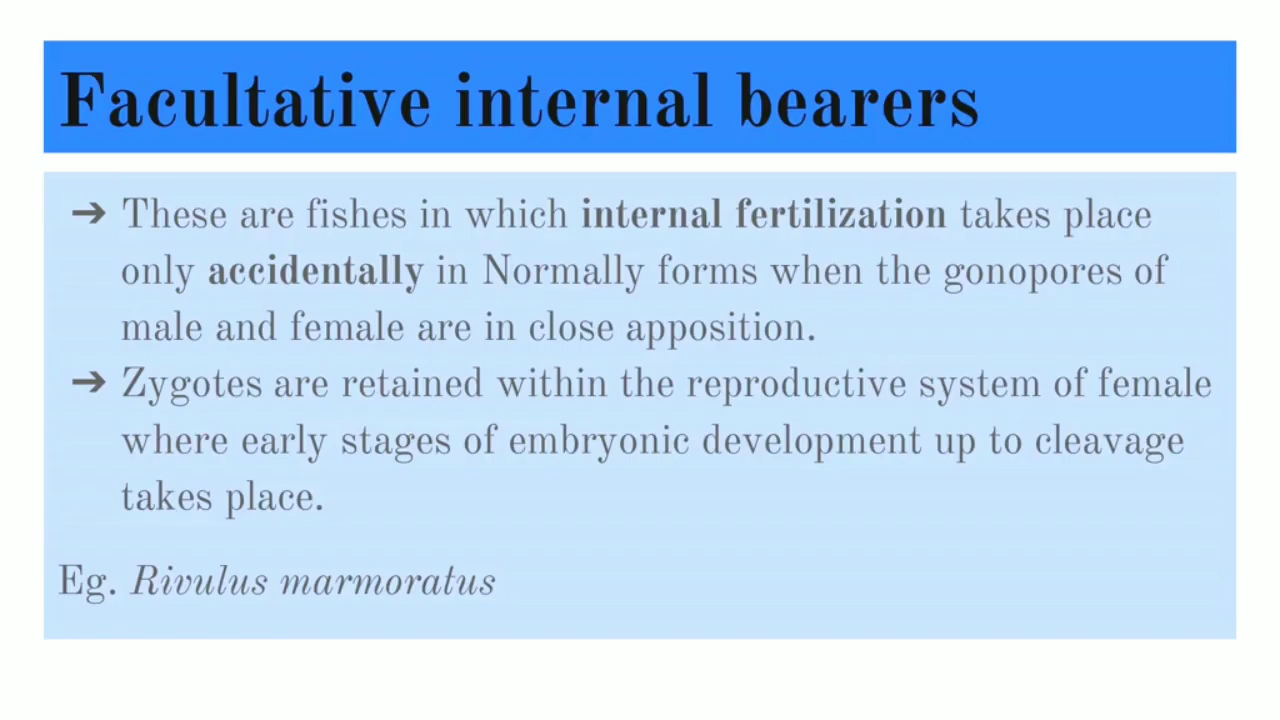 Facultative internal bearers
➔ These are fishes in which internal fertilization takes place
only accidentally in Normally forms when the gonopores of
male and female are in close apposition.
➔ Zygotes are retained within the reproductive system of female
where early stages of embryonic development up to cleavage
takes place.
Eg. Rivulus marmoratus